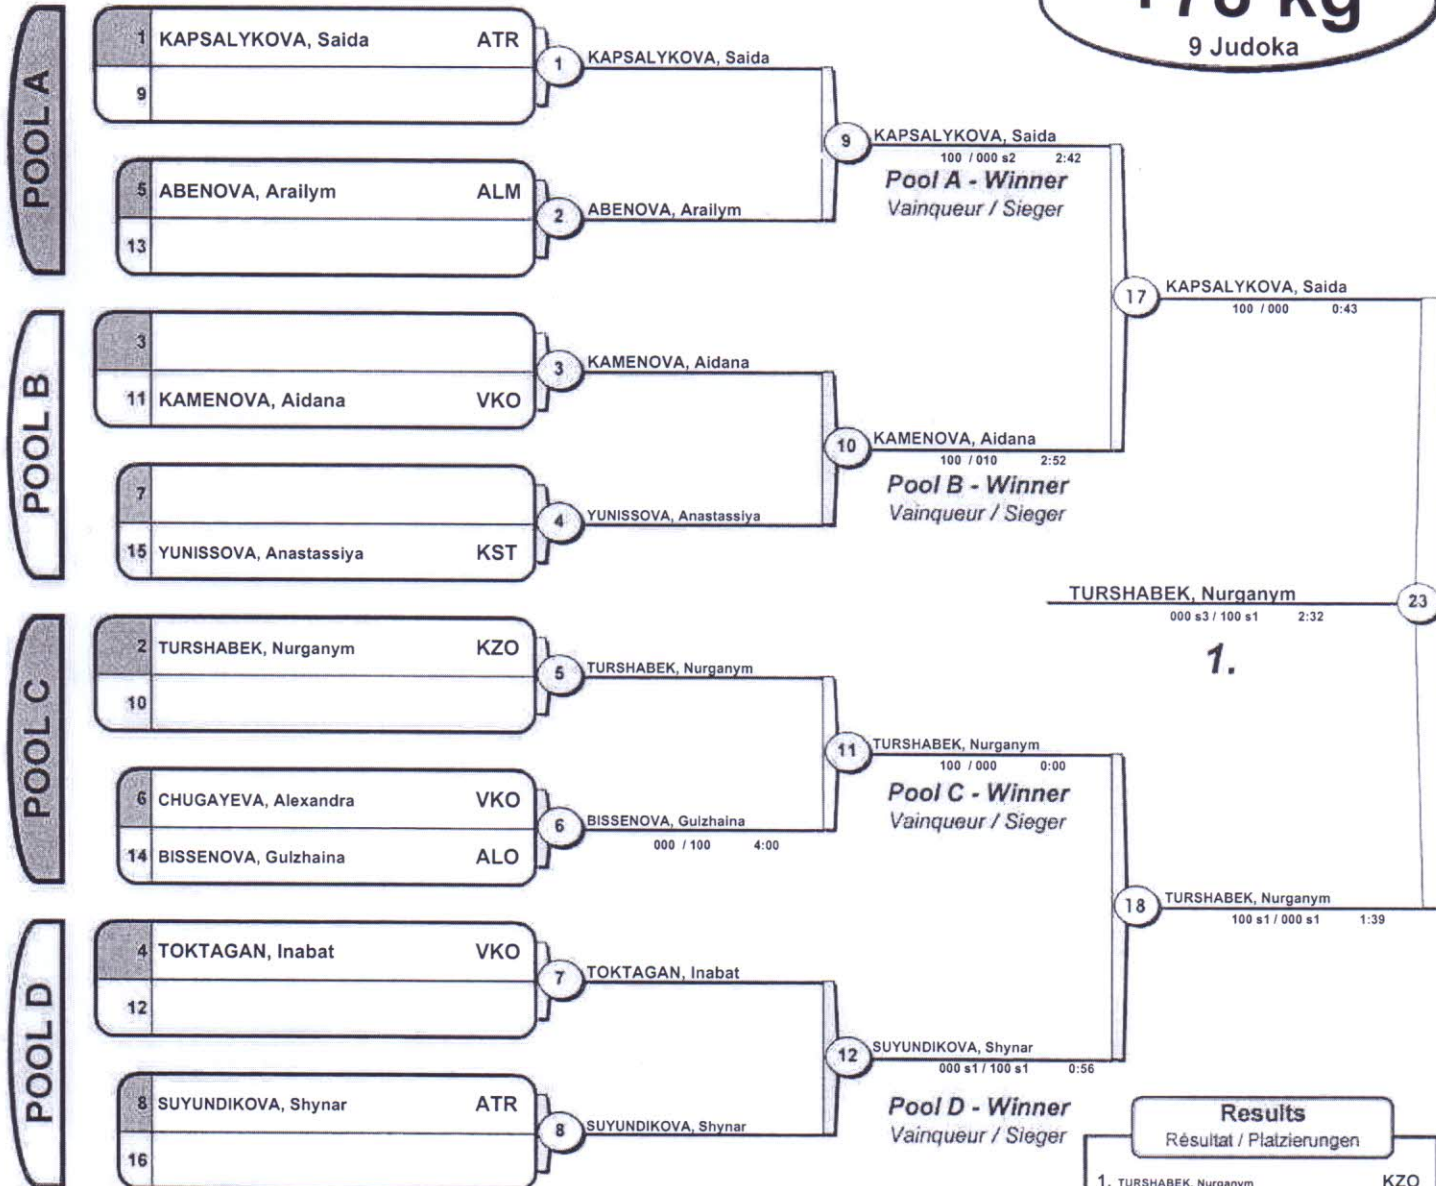 +78 kg
9 Judoka
POOL A
1 KAPSALYKOVA, Saida ATR
9
1 KAPSALYKOVA, Saida
5 ABENOVA, Arailym ALM
13
2 ABENOVA, Arailym
9 KAPSALYKOVA, Saida
100 / 000 s2 2:42
Pool A - Winner
Vainqueur / Sieger
POOL B
3
11 KAMENOVA, Aidana VKO
3 KAMENOVA, Aidana
7
15 YUNISSOVA, Anastassiya KST
4 YUNISSOVA, Anastassiya
10 KAMENOVA, Aidana
100 / 010 2:52
Pool B - Winner
Vainqueur / Sieger
17 KAPSALYKOVA, Saida
100 / 000 0:43
TURSHABEK, Nurganym 23
000 s3 / 100 s1 2:32
1.
POOL C
2 TURSHABEK, Nurganym KZO
10
5 TURSHABEK, Nurganym
6 CHUGAYEVA, Alexandra VKO
14 BISSENOVA, Gulzhaina ALO
6 BISSENOVA, Gulzhaina
000 / 100 4:00
11 TURSHABEK, Nurganym
100 / 000 0:00
Pool C - Winner
Vainqueur / Sieger
POOL D
4 TOKTAGAN, Inabat VKO
12
7 TOKTAGAN, Inabat
8 SUYUNDIKOVA, Shynar ATR
16
8 SUYUNDIKOVA, Shynar
12 SUYUNDIKOVA, Shynar
000 s1 / 100 s1 0:56
Pool D - Winner
Vainqueur / Sieger
18 TURSHABEK, Nurganym
100 s1 / 000 s1 1:39
Results
Résultat / Platzierungen
1. TURSHABEK, Nurganym KZO